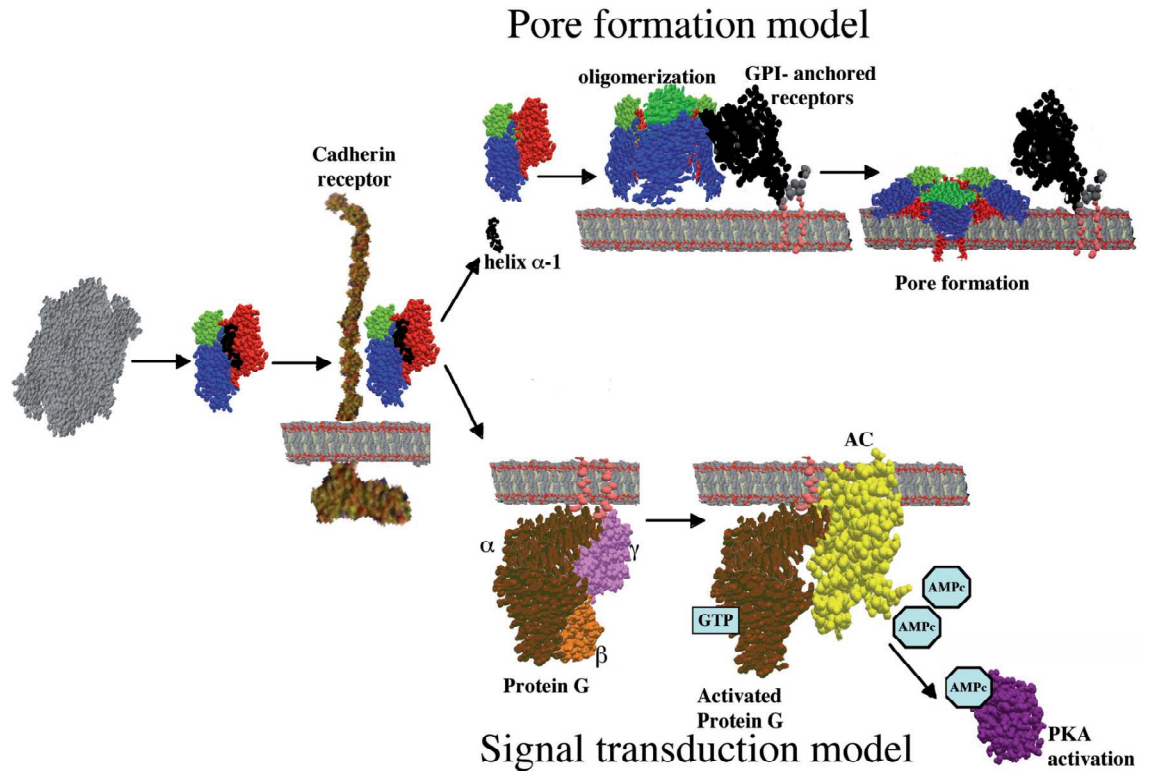 Pore formation model
oligomerization
GPI- anchored
receptors
Cadherin
receptor
helix α-1
Pore formation
AC
α
γ
β
GTP
AMPc
AMPc
AMPc
Protein G
Activated
Protein G
PKA
activation
Signal transduction model